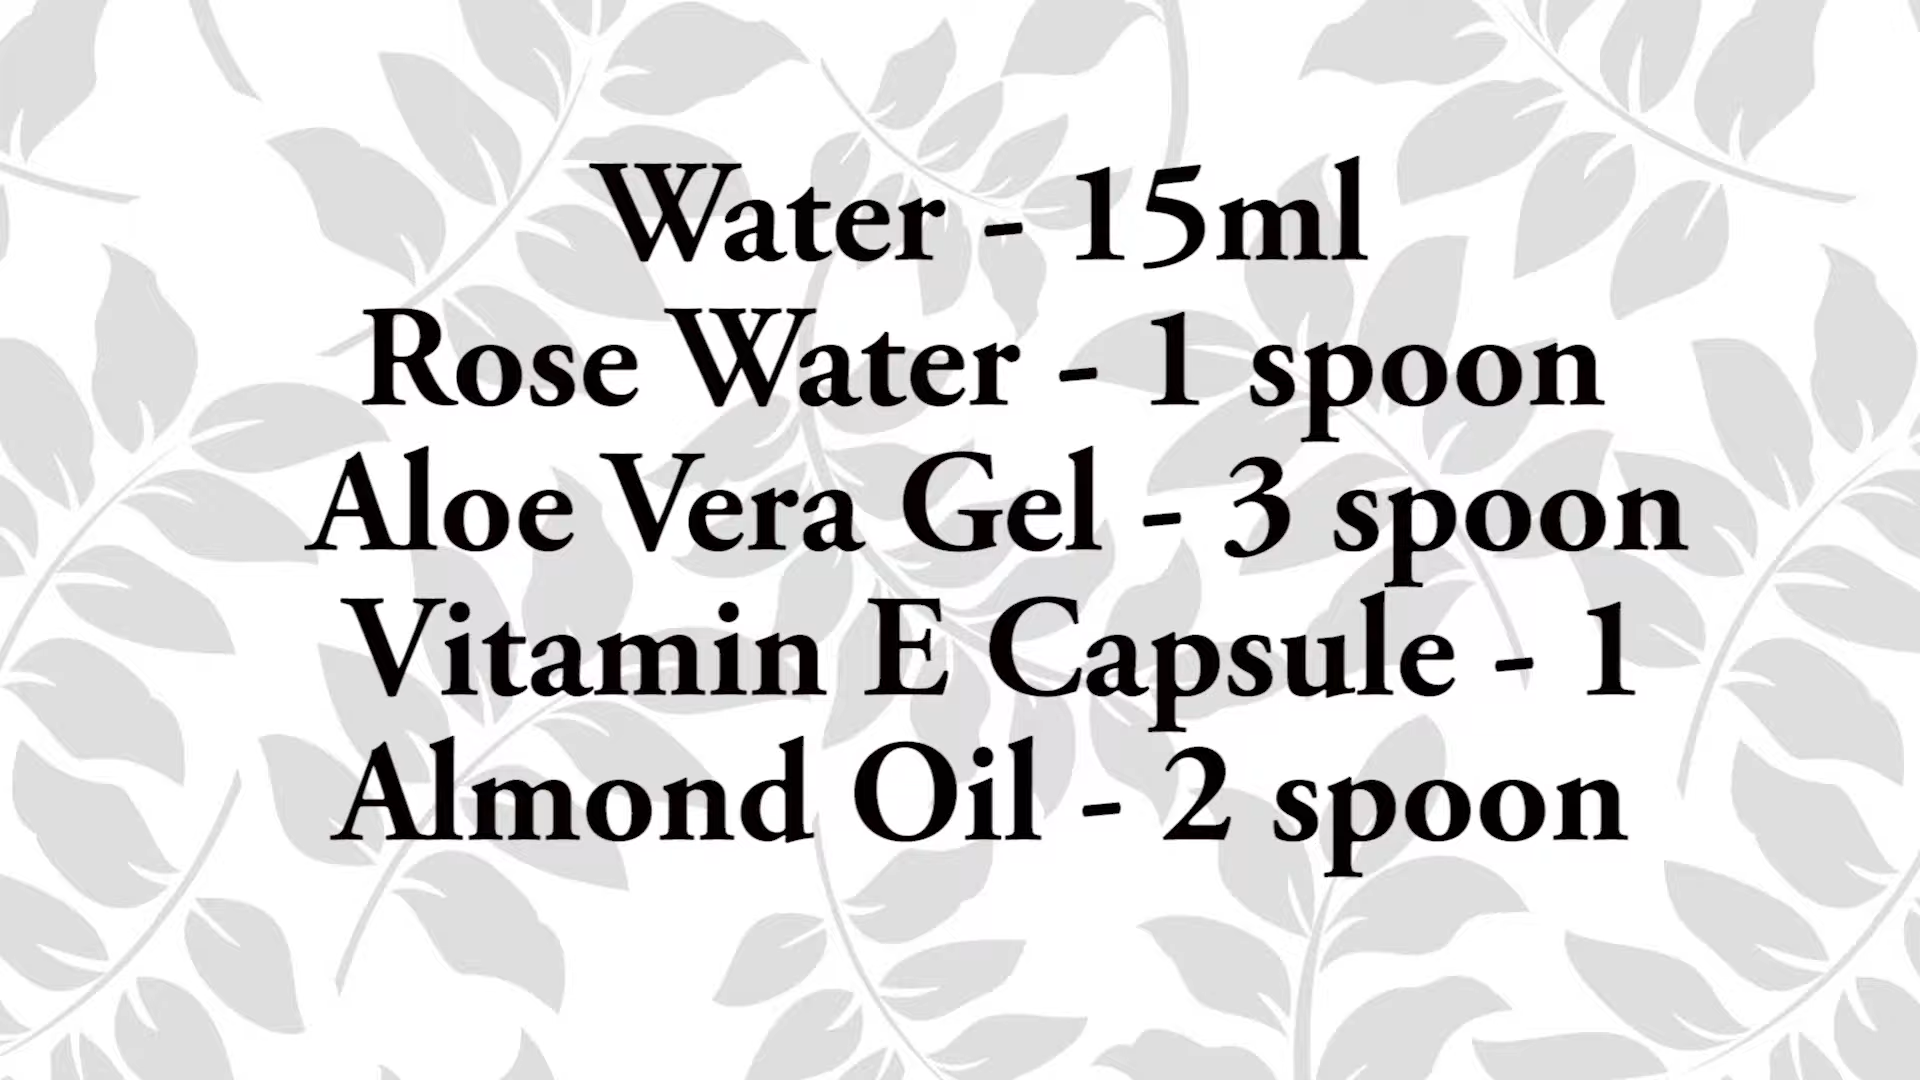 Water - 15ml
Rose Water - 1 spoon
Aloe Vera Gel - 3 spoon
Vitamin E Capsule - 1
Almond Oil - 2 spoon